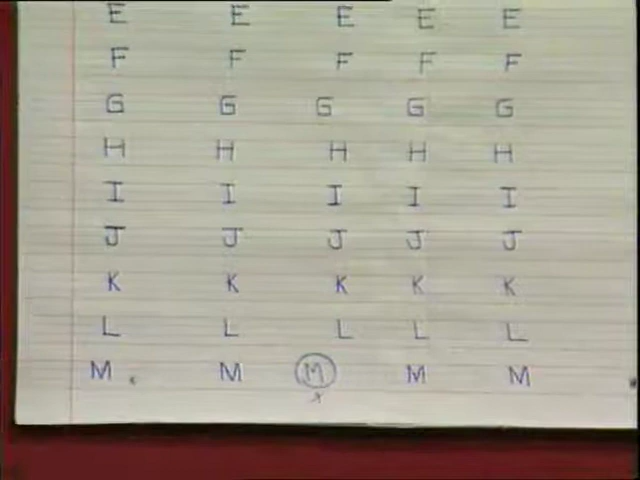 E E E E E
F F F F F
G G G G G
H H H H H
I I I I I
J J J J J
K K K K K
L L L L L
M M M M M